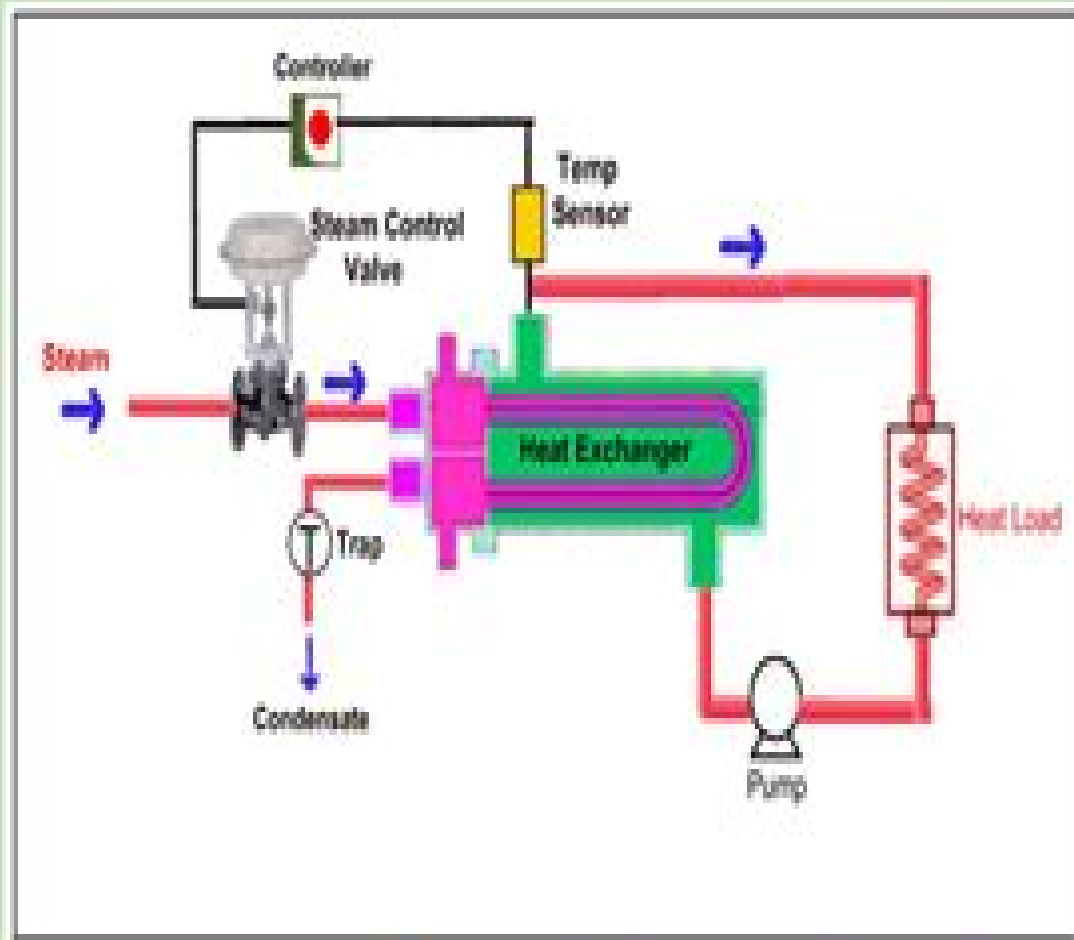 Controller
Temp
Sensor
Steam Control
Valve
Steam
Heat Exchanger
Heat Load
Trap
Condensate
Pump